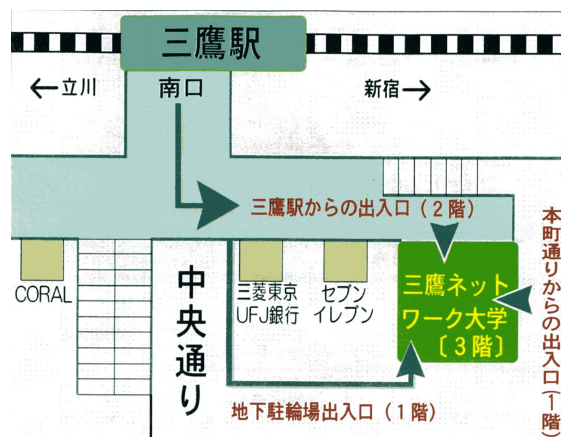 三鷹駅
←立川
南口
新宿→
三鷹駅からの出入口（2階）
CORAL
中央通り
三菱東京
UFJ銀行
セブン
イレブン
三鷹ネット
ワーク大学
〔3階〕
本町通りからの出入口（1階）
地下駐輪場出入口（1階）